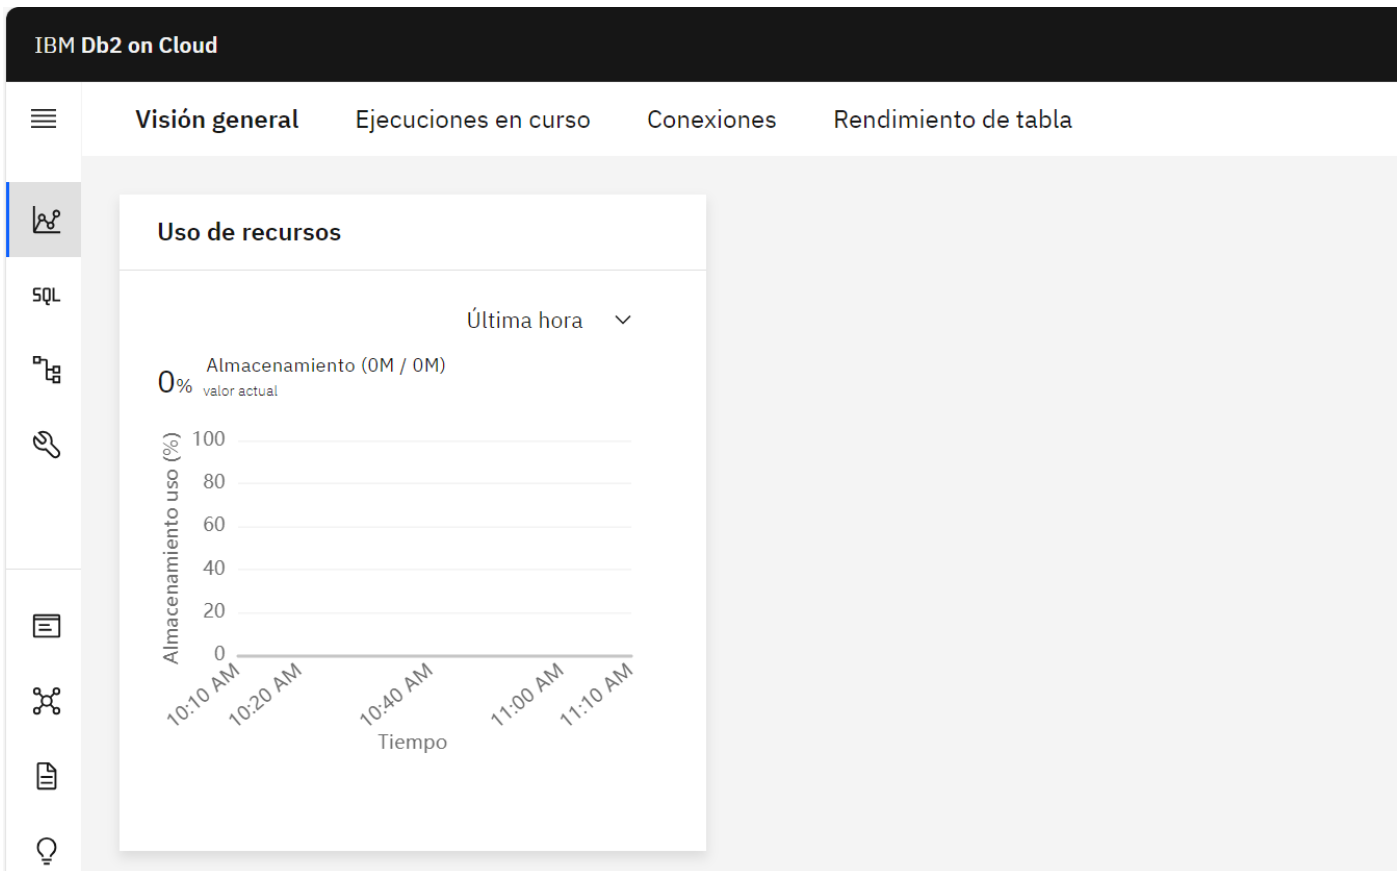 IBM Db2 on Cloud
Visión general Ejecuciones en curso Conexiones Rendimiento de tabla
Uso de recursos
SQL
Última hora
Almacenamiento (0M / 0M)
0% valor actual
Almacenamiento uso (%)
100
80
60
40
20
0
10:10 AM 10:20 AM 10:40 AM 11:00 AM 11:10 AM
Tiempo